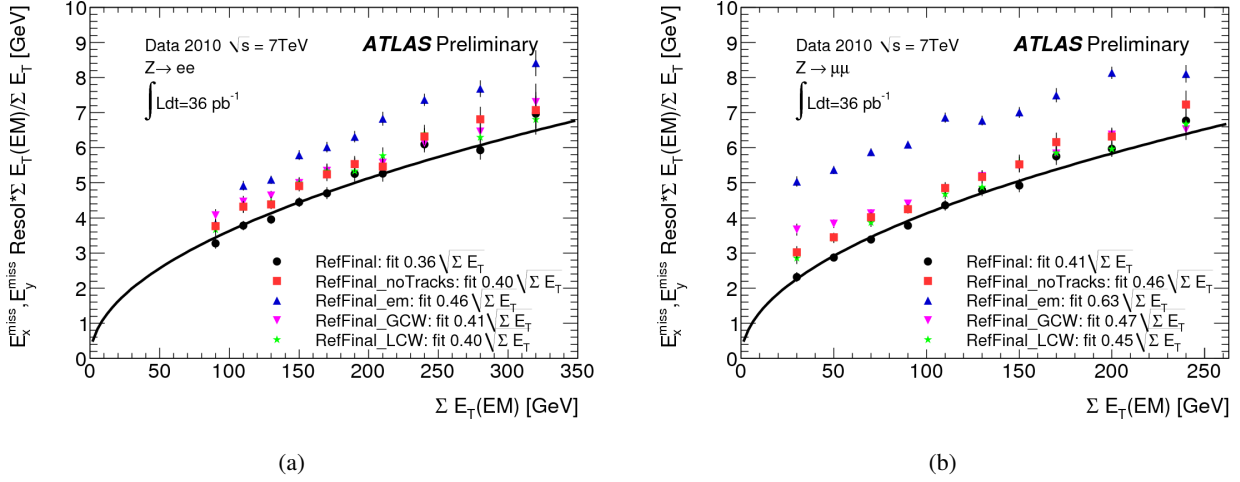 E_x^miss, E_y^miss Resol*Σ E_T(EM)/Σ E_T [GeV]
10
9
8
7
6
5
4
3
2
1
0
Data 2010 √s = 7TeV
ATLAS Preliminary
Z→ ee
∫Ldt=36 pb⁻¹
RefFinal: fit 0.36√Σ E_T
RefFinal_noTracks: fit 0.40√Σ E_T
RefFinal_em: fit 0.46√Σ E_T
RefFinal_GCW: fit 0.41√Σ E_T
RefFinal_LCW: fit 0.40√Σ E_T
0 50 100 150 200 250 300 350
Σ E_T(EM) [GeV]
(a)
E_x^miss, E_y^miss Resol*Σ E_T(EM)/Σ E_T [GeV]
10
9
8
7
6
5
4
3
2
1
0
Data 2010 √s = 7TeV
ATLAS Preliminary
Z→ μμ
∫Ldt=36 pb⁻¹
RefFinal: fit 0.41√Σ E_T
RefFinal_noTracks: fit 0.46√Σ E_T
RefFinal_em: fit 0.63√Σ E_T
RefFinal_GCW: fit 0.47√Σ E_T
RefFinal_LCW: fit 0.45√Σ E_T
0 50 100 150 200 250
Σ E_T(EM) [GeV]
(b)